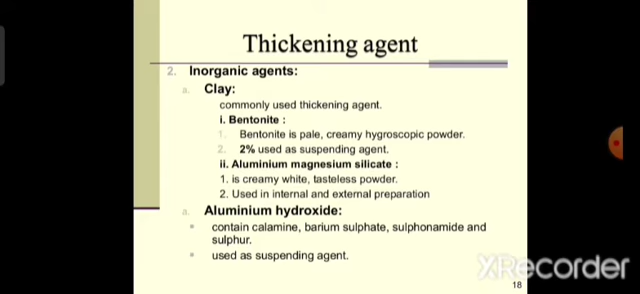 Thickening agent
2. Inorganic agents:
a. Clay:
commonly used thickening agent.
i. Bentonite :
1. Bentonite is pale, creamy hygroscopic powder.
2. 2% used as suspending agent.
ii. Aluminium magnesium silicate :
1. is creamy white, tasteless powder.
2. Used in internal and external preparation
a. Aluminium hydroxide:
contain calamine, barium sulphate, sulphonamide and
sulphur.
used as suspending agent.
XRecorder
18